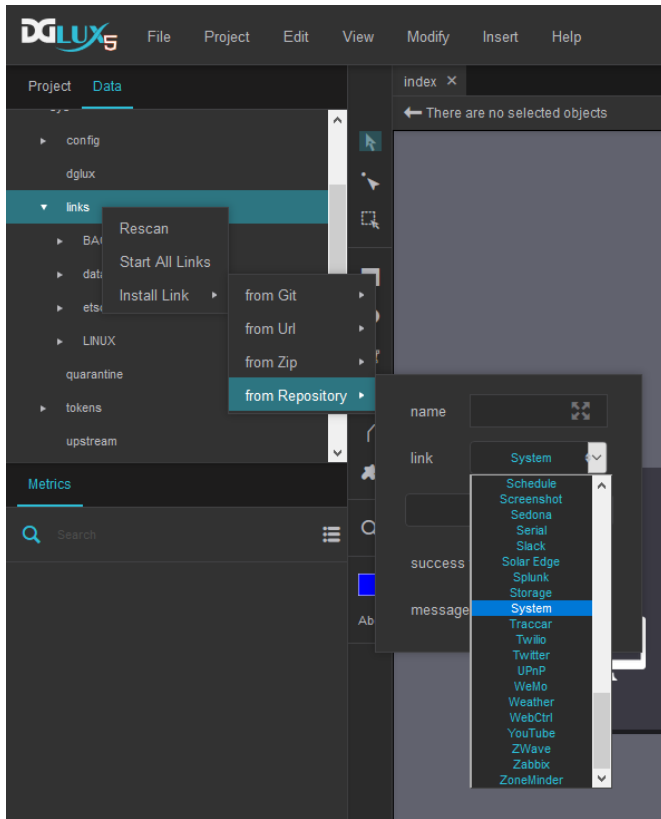 DGLUX5
File Project Edit View Modify Insert Help
Project Data
index ×
There are no selected objects
config
dglux
links
Rescan
Start All Links
Install Link
from Git
from Url
from Zip
from Repository
LINUX
quarantine
tokens
upstream
name
link System
Schedule
Screenshot
Sedona
Serial
Slack
Solar Edge
Splunk
Storage
System
Traccar
Twilio
Twitter
UPnP
WeMo
Weather
WebCtrl
YouTube
ZWave
Zabbix
ZoneMinder
success
message
Metrics
Search
Ab